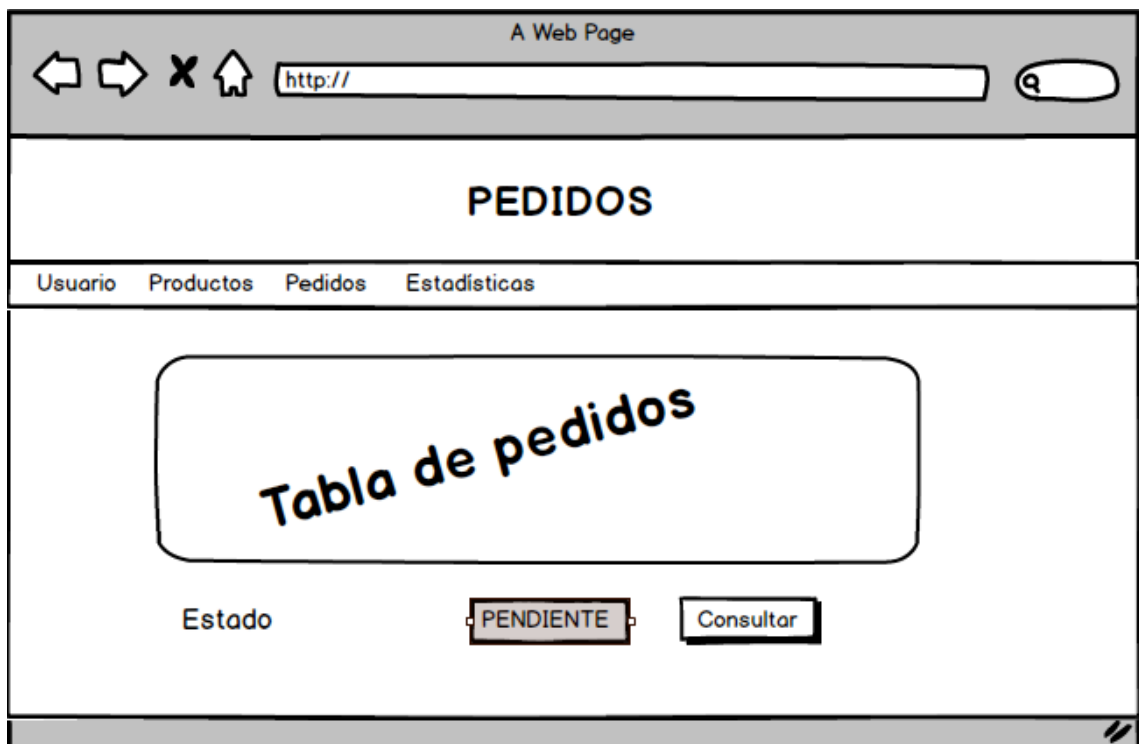 A Web Page
http://
PEDIDOS
Usuario Productos Pedidos Estadísticas
Tabla de pedidos
Estado PENDIENTE Consultar